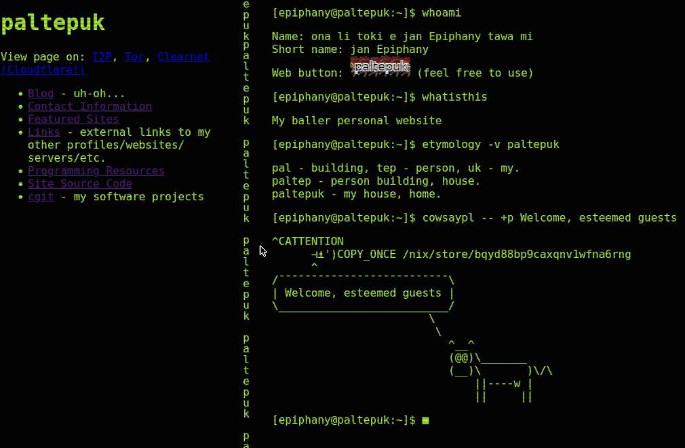 paltepuk
View page on: I2P, Tor, Clearnet
(Cloudflare!)
Blog - uh-oh...
Contact Information
Featured Sites
Links - external links to my
other profiles/websites/
servers/etc.
Programming Resources
Site Source Code
cgit - my software projects
e
p
u
k
p
a
l
t
e
p
u
k
p
a
l
t
e
p
u
k
p
a
l
t
e
p
u
k
p
a
l
t
e
p
u
k
p
a
[epiphany@paltepuk:~]$ whoami
Name: ona li toki e jan Epiphany tawa mi
Short name: jan Epiphany
Web button: paltepuk (feel free to use)
[epiphany@paltepuk:~]$ whatisthis
My baller personal website
[epiphany@paltepuk:~]$ etymology -v paltepuk
pal - building, tep - person, uk - my.
paltep - person building, house.
paltepuk - my house, home.
[epiphany@paltepuk:~]$ cowsaypl -- +p Welcome, esteemed guests
^CATTENTION
⊣⍎')COPY_ONCE /nix/store/bqyd88bp9caxqnv1wfna6rng
^
/--------------------------\
| Welcome, esteemed guests |
\__________________________/
\
\
^__^
(@@)\_______
(__)\       )\/\
||----w |
||     ||
[epiphany@paltepuk:~]$